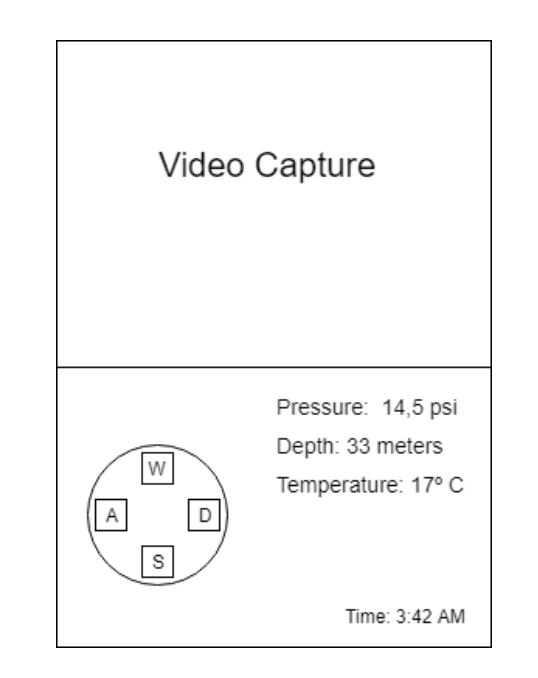 Video Capture
Pressure: 14,5 psi
Depth: 33 meters
Temperature: 17º C
W
A
D
S
Time: 3:42 AM